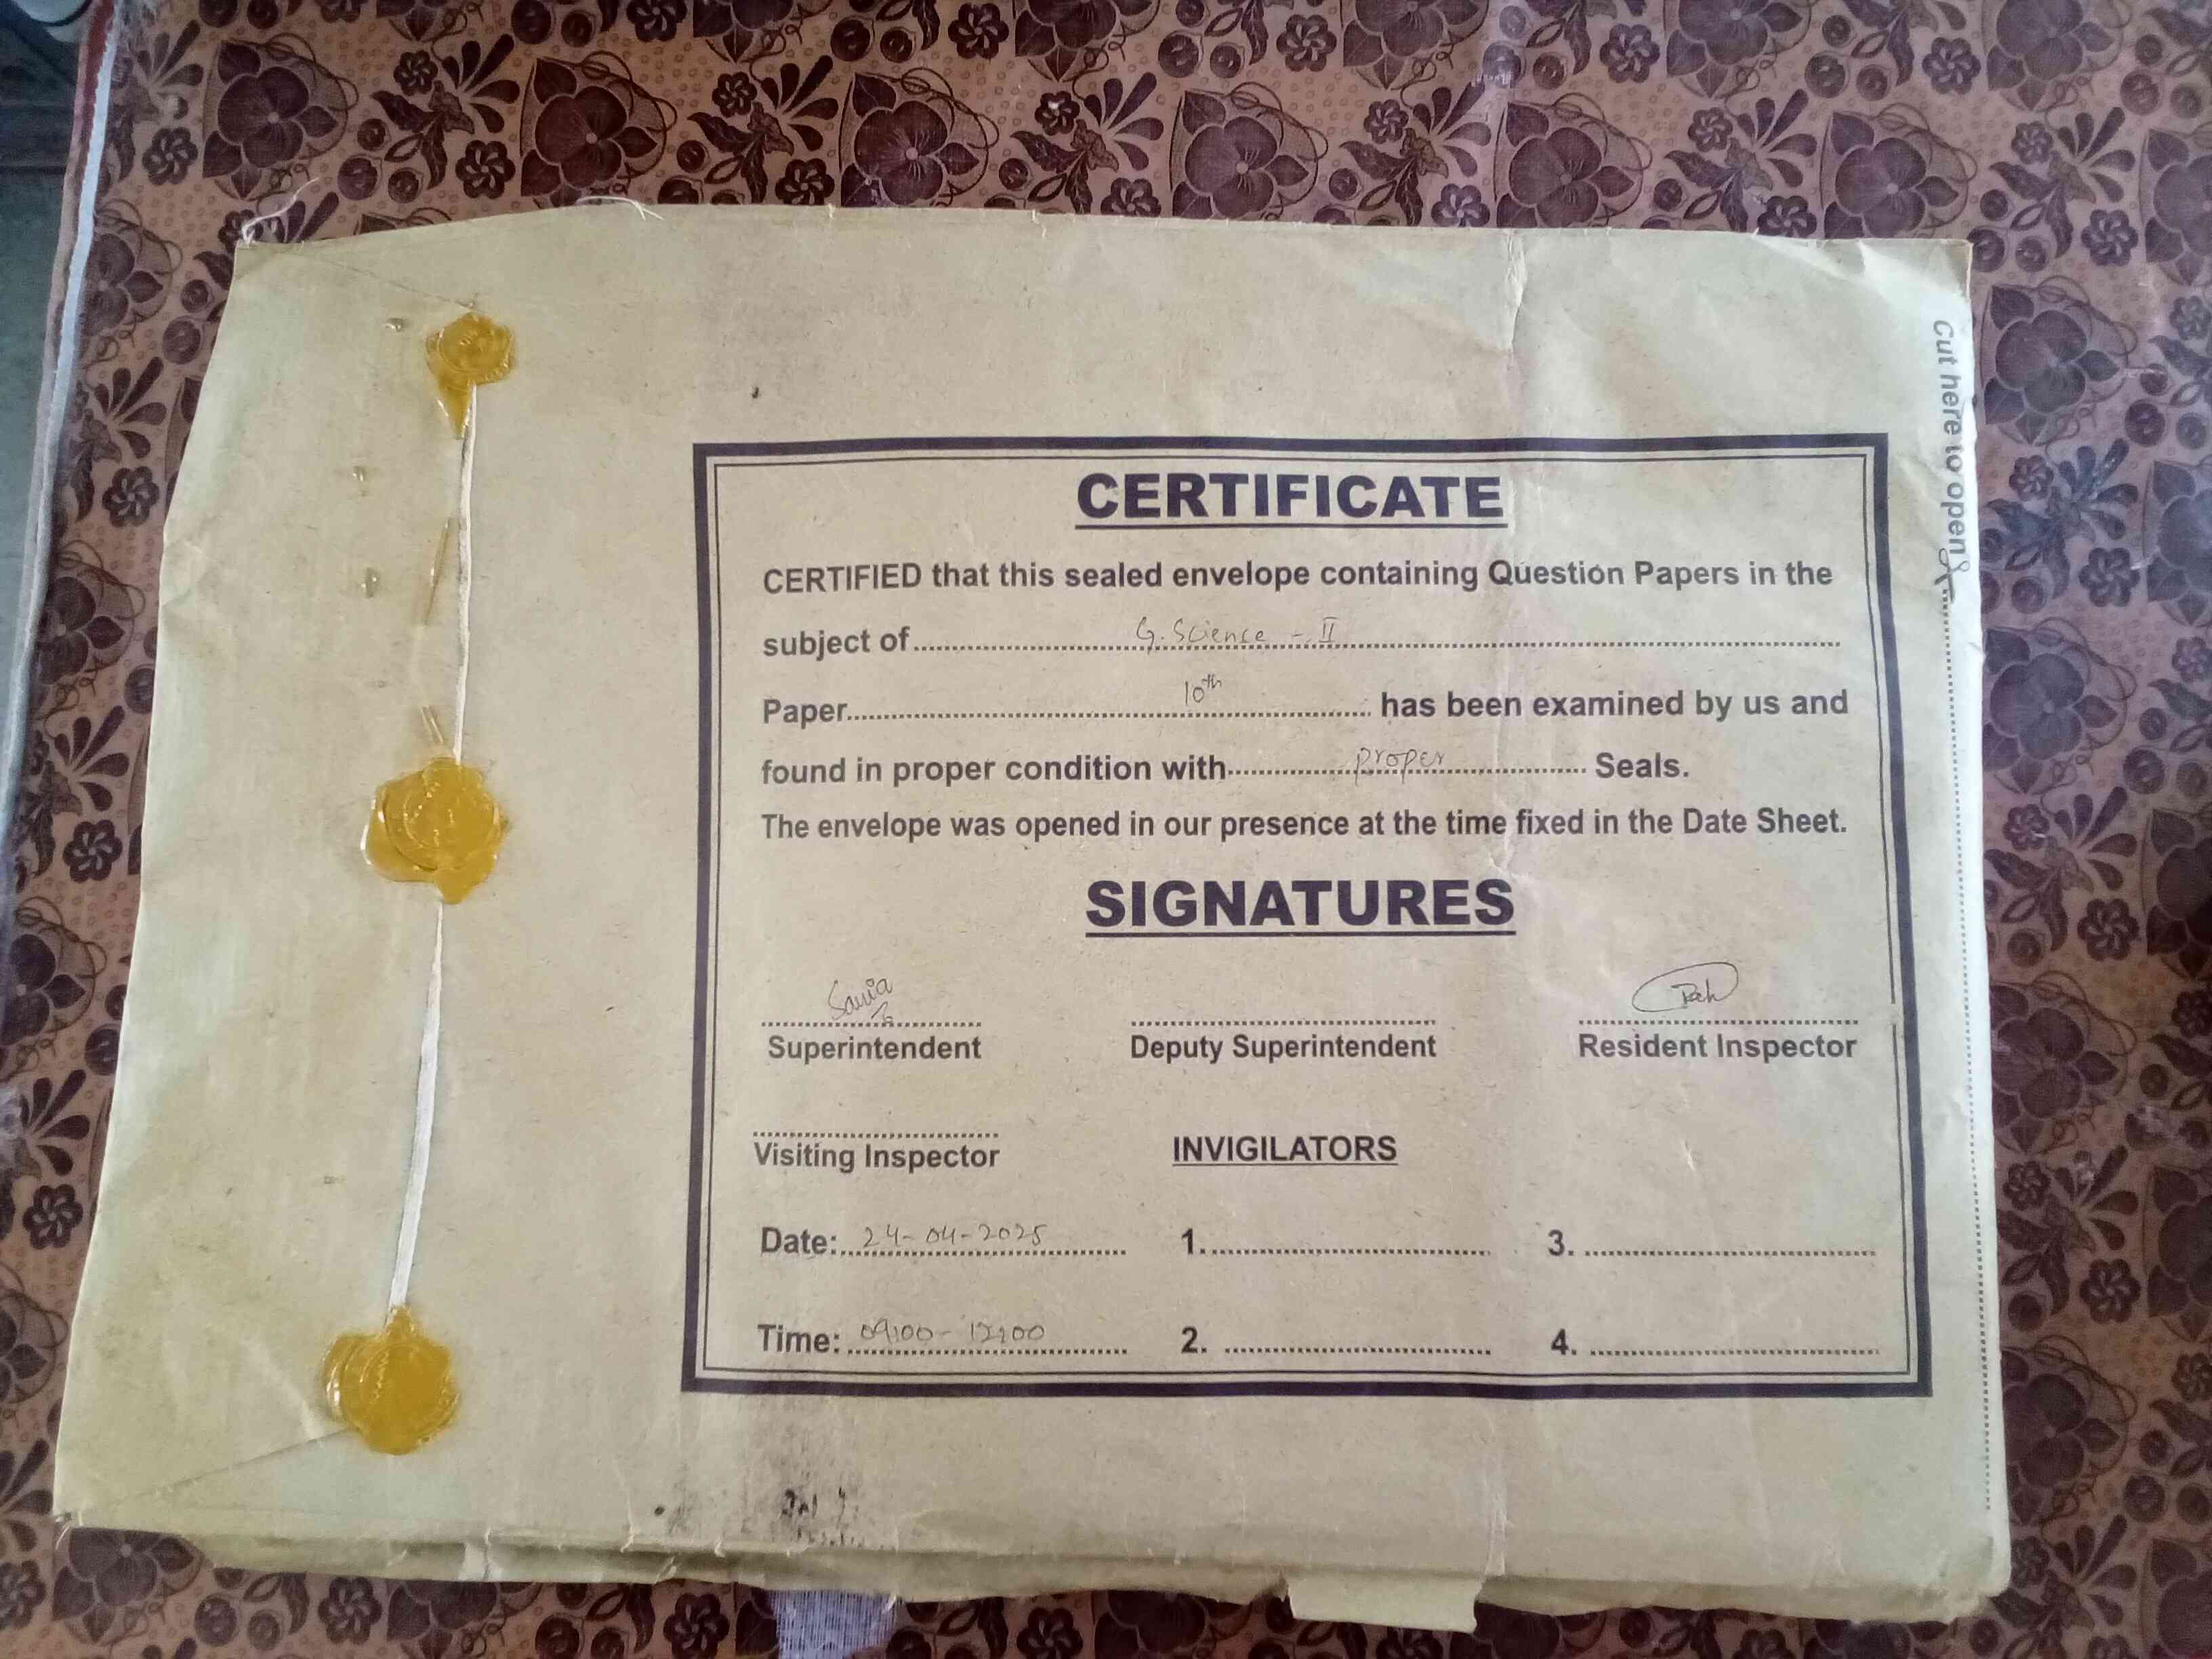 Cut here to open
CERTIFICATE
CERTIFIED that this sealed envelope containing Question Papers in the
subject of G. Science - II
Paper 10th has been examined by us and
found in proper condition with proper Seals.
The envelope was opened in our presence at the time fixed in the Date Sheet.
SIGNATURES
Superintendent Deputy Superintendent Resident Inspector
Visiting Inspector INVIGILATORS
Date: 24-04-2025 1. 3.
Time: 09:00 - 12:00 2. 4.